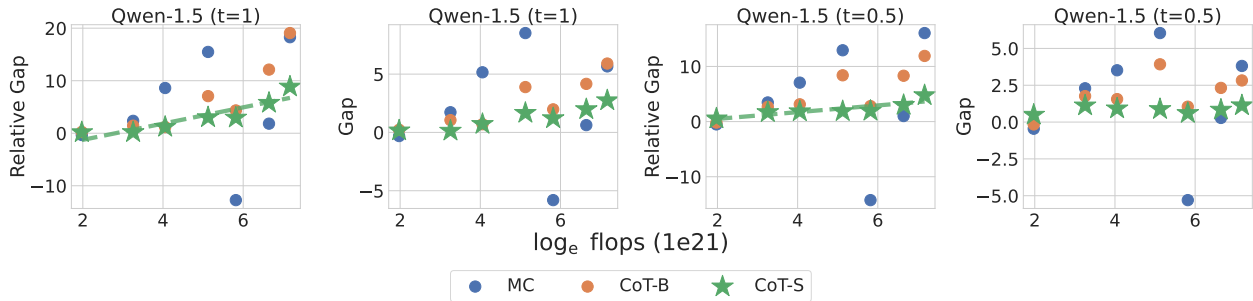 Qwen-1.5 (t=1)
Relative Gap
20
10
0
−10
2
4
6
Qwen-1.5 (t=1)
Gap
5
0
−5
2
4
6
Qwen-1.5 (t=0.5)
Relative Gap
10
0
−10
2
4
6
Qwen-1.5 (t=0.5)
Gap
5.0
2.5
0.0
−2.5
−5.0
2
4
6
logₑ flops (1e21)
MC
CoT-B
CoT-S